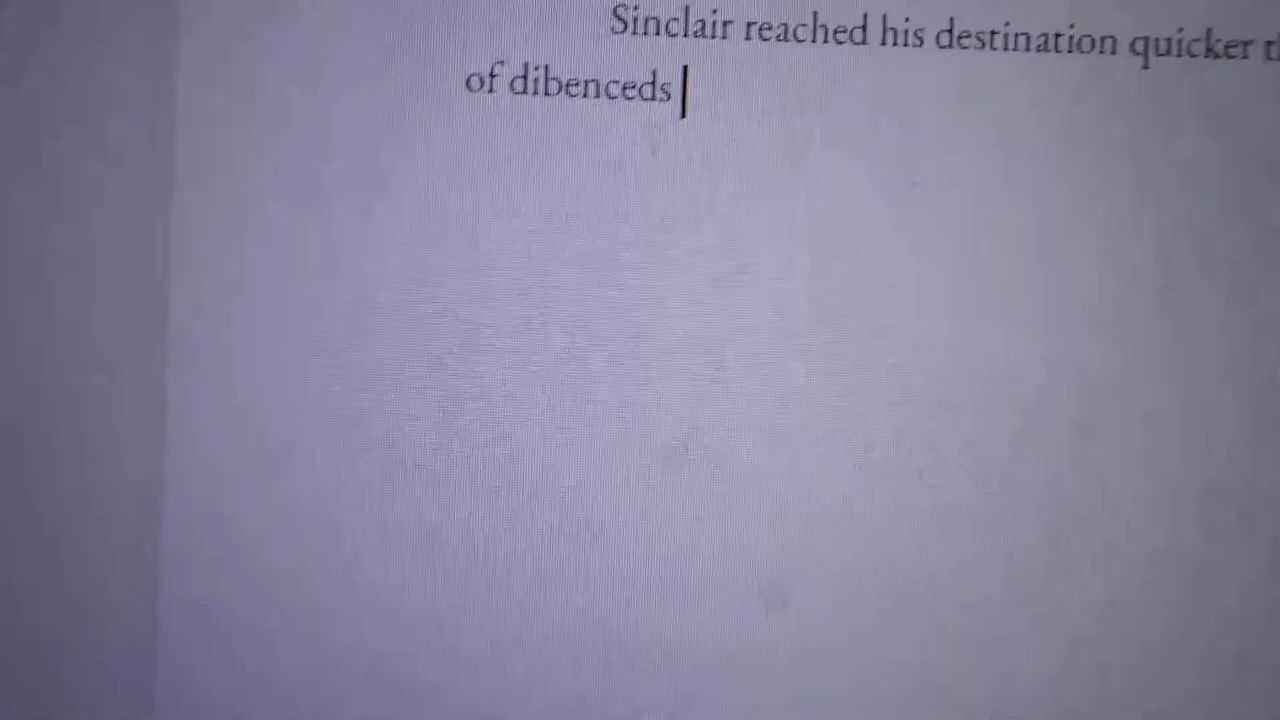 Sinclair reached his destination quicker
of dibenceds